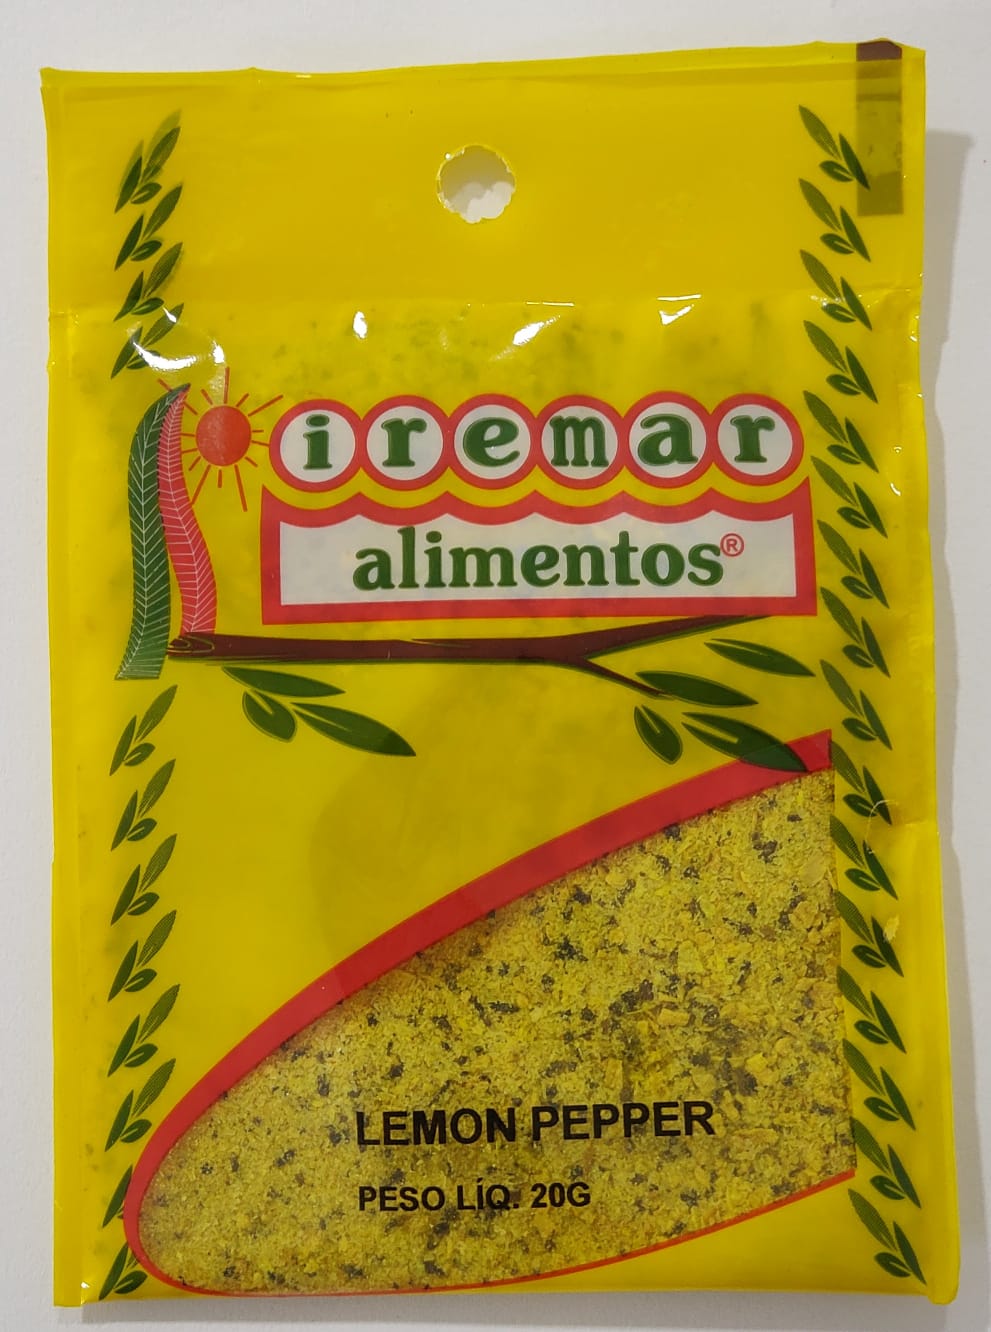 iremar
alimentos®
LEMON PEPPER
PESO LÍQ. 20G